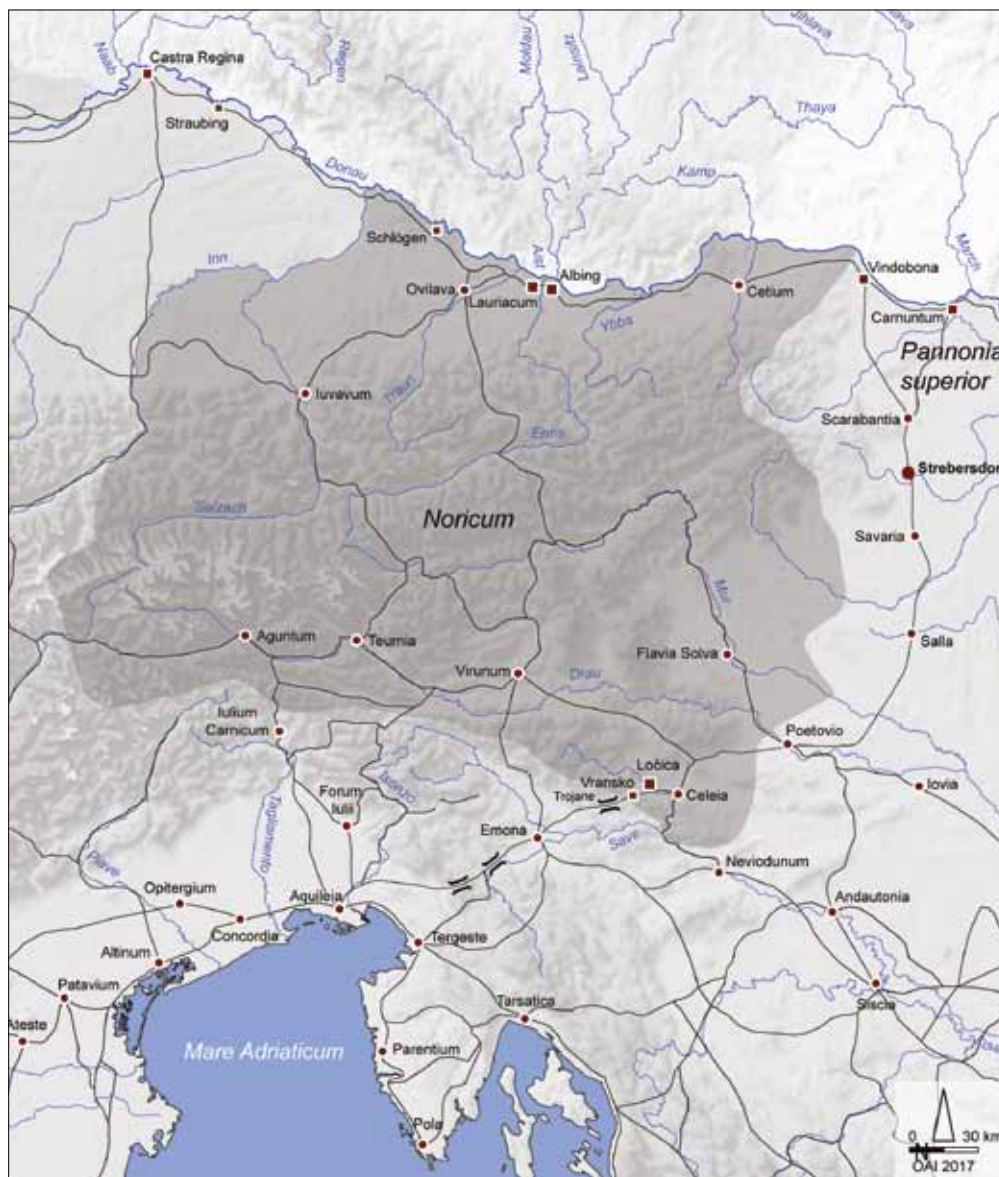 Naab
Castra Regina
Regen
Moldau
Lainsitz
Jihlava
Straubing
Thaya
Donau
Kamp
March
Schlögen
Inn
Aist
Albing
Vindobona
Ovilava
Lauriacum
Cetium
Carnuntum
Ybbs
Pannonia
superior
Iuvavum
Traun
Scarabantia
Enns
Strebersdorf
Salzach
Noricum
Savaria
Mur
Aguntum
Teurnia
Salla
Flavia Solva
Virunum
Drau
Iulium
Carnicum
Poetovio
Ločica
Isonzo
Vransko
Iovia
Forum
Iulii
Trojane
Celeia
Tagliamento
Emona
Save
Piave
Neviodunum
Opitergium
Aquileia
Andautonia
Concordia
Altinum
Tergeste
Patavium
Siscia
Tarsatica
Ateste
Mare Adriaticum
Parentium
Pola
N
0 30 km
ÖAI 2017